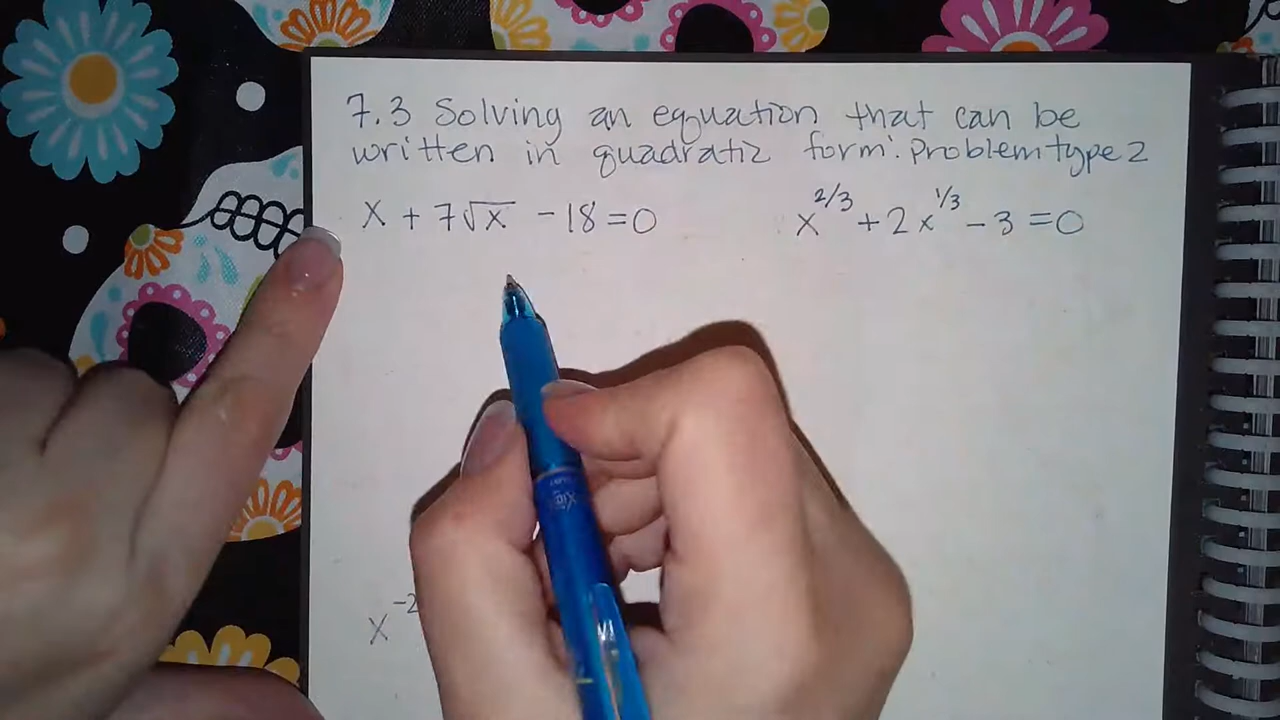 7.3 Solving an equation that can be
written in quadratic form. Problem type 2
x + 7√x - 18 = 0
x^2/3 + 2x^1/3 - 3 = 0
x^-2